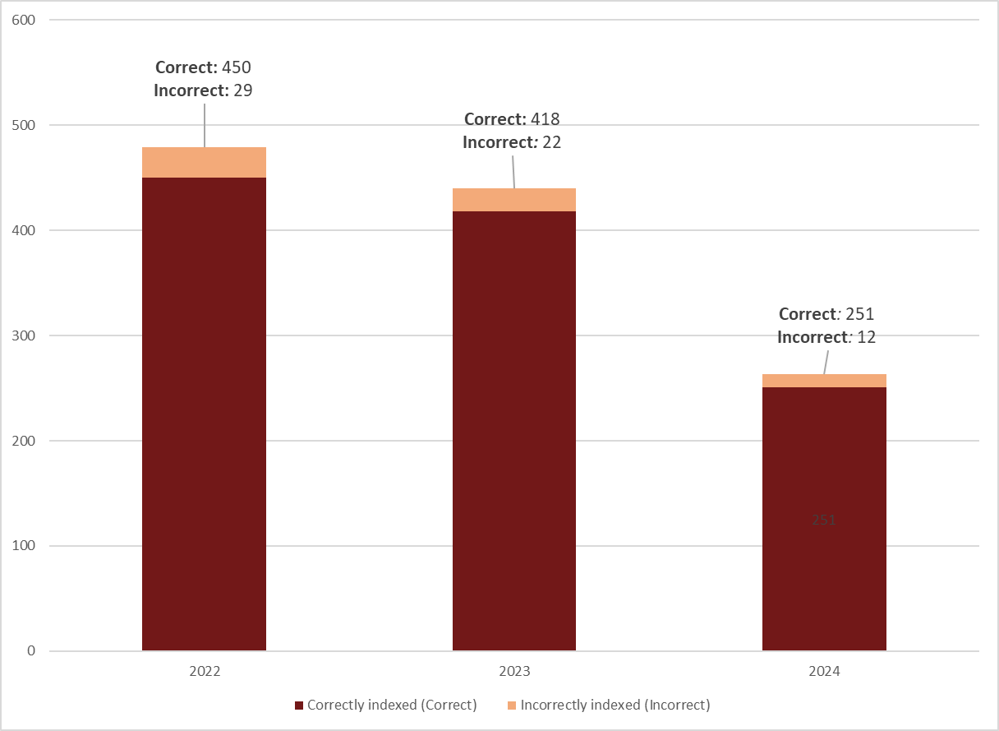 600
Correct: 450
Incorrect: 29
500
Correct: 418
Incorrect: 22
400
Correct: 251
Incorrect: 12
300
200
251
100
0
2022 2023 2024
Correctly indexed (Correct) Incorrectly indexed (Incorrect)